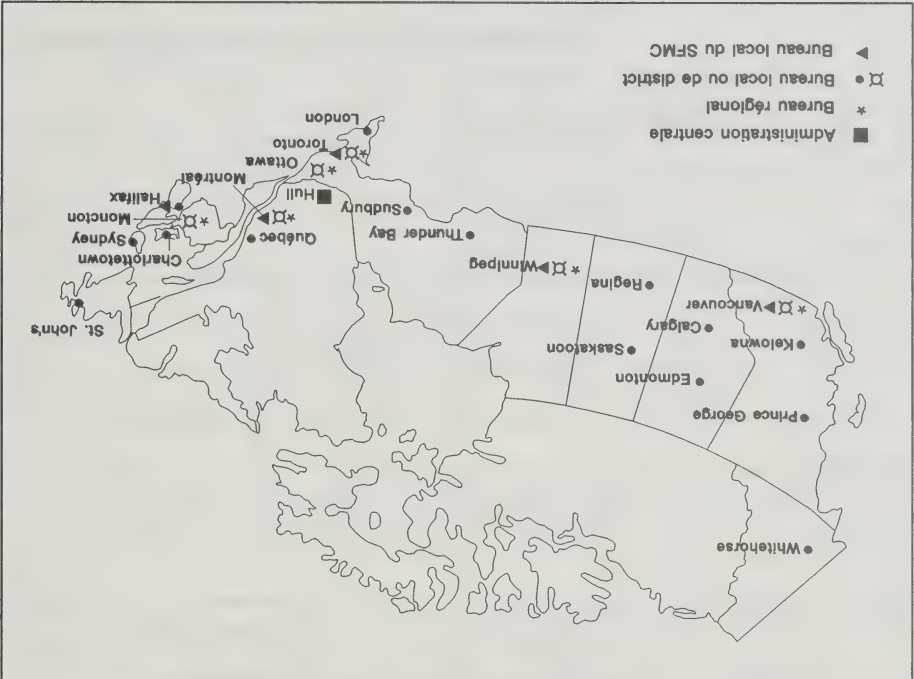 Whitehorse
Prince George
Edmonton
Saskatoon
Kelowna
St. John's
Calgary
Vancouver
Regina
Winnipeg
Charlottetown
Sydney
Québec
Thunder Bay
Moncton
Sudbury
Halifax
Hull
Montréal
Ottawa
Toronto
London
Administration centrale
Bureau régional
Bureau local ou de district
Bureau local du SFMC